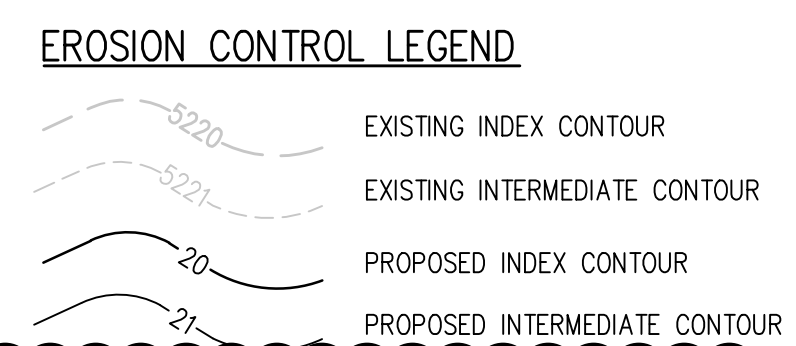 EROSION CONTROL LEGEND
5220 EXISTING INDEX CONTOUR
5221 EXISTING INTERMEDIATE CONTOUR
20 PROPOSED INDEX CONTOUR
21 PROPOSED INTERMEDIATE CONTOUR